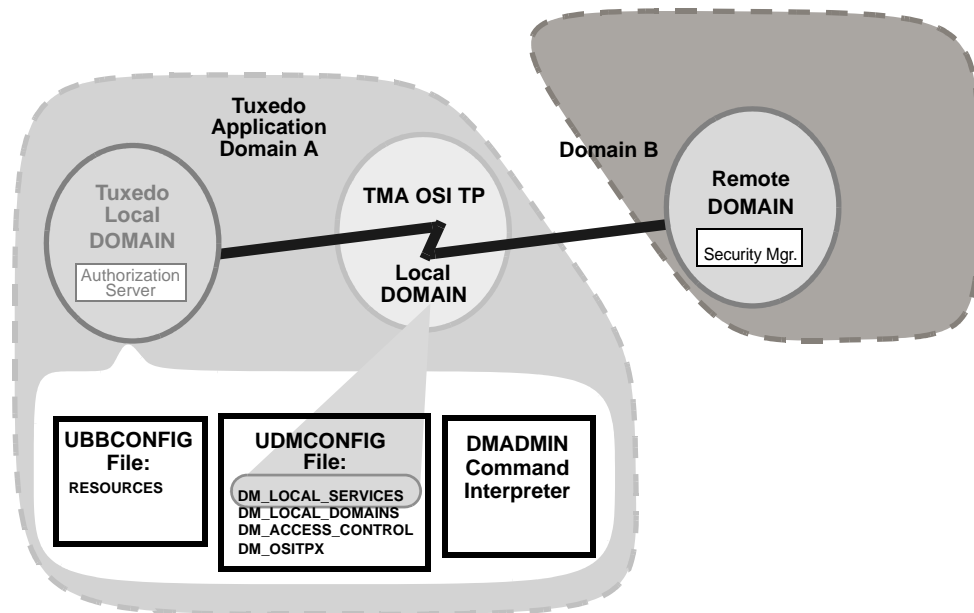 Tuxedo
Application
Domain A
Domain B
Tuxedo
Local
DOMAIN
Authorization
Server
TMA OSI TP
Local
DOMAIN
Remote
DOMAIN
Security Mgr.
UBBCONFIG
File:
RESOURCES
UDMCONFIG
File:
DM_LOCAL_SERVICES
DM_LOCAL_DOMAINS
DM_ACCESS_CONTROL
DM_OSITPX
DMADMIN
Command
Interpreter